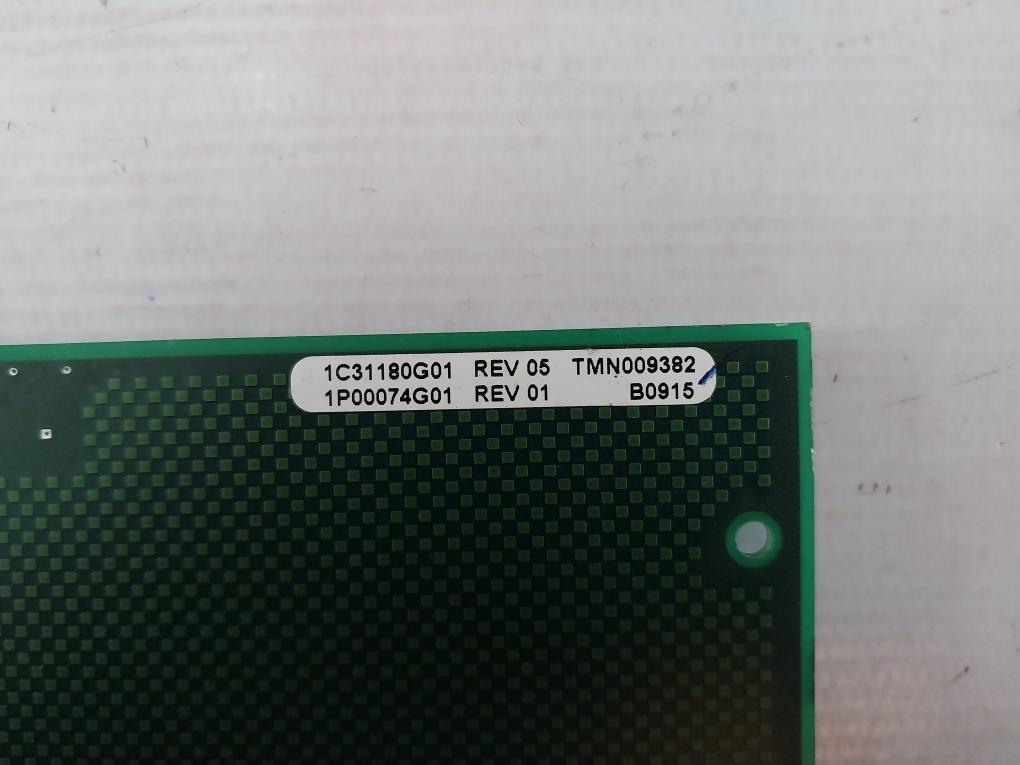 1C31180G01 REV 05 TMN009382
1P00074G01 REV 01 B0915